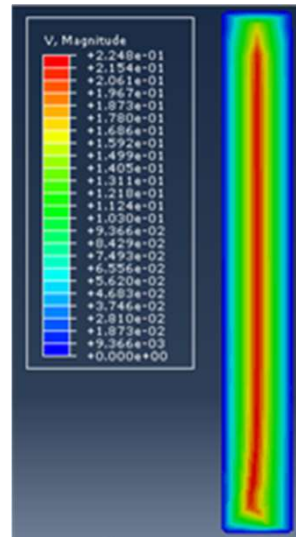 V, Magnitude
+2.248e-01
+2.154e-01
+2.061e-01
+1.967e-01
+1.873e-01
+1.780e-01
+1.686e-01
+1.592e-01
+1.499e-01
+1.405e-01
+1.311e-01
+1.218e-01
+1.124e-01
+1.030e-01
+9.366e-02
+8.429e-02
+7.493e-02
+6.556e-02
+5.620e-02
+4.683e-02
+3.746e-02
+2.810e-02
+1.873e-02
+9.366e-03
+0.000e+00